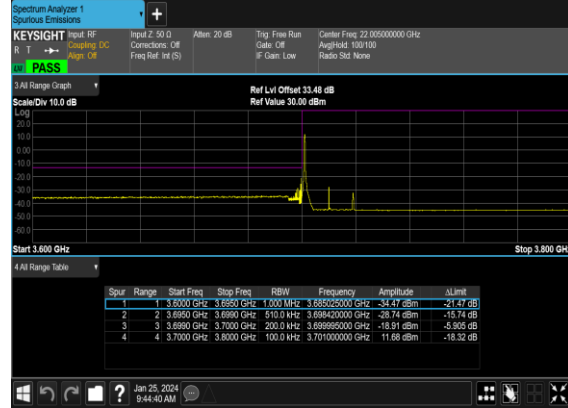 Spectrum Analyzer 1
Spurious Emissions
+
KEYSIGHT Input: RF Input Z: 50 Ω Atten: 20 dB Trig: Free Run Center Freq: 22.005000000 GHz
R T Coupling: DC Corrections: Off Gate: Off Avg|Hold: 100/100
Align: Off Freq Ref: Int (S) IF Gain: Low Radio Std: None
PASS
3 All Range Graph
Ref Lvl Offset 33.48 dB
Scale/Div 10.0 dB Ref Value 30.00 dBm
Log
20.0
10.0
0.00
-10.0
-20.0
-30.0
-40.0
-50.0
-60.0
Start 3.600 GHz Stop 3.800 GH
4 All Range Table
Spur Range Start Freq Stop Freq RBW Frequency Amplitude ΔLimit
1 1 3.6000 GHz 3.6950 GHz 1.000 MHz 3.685025000 GHz -34.47 dBm -21.47 dB
2 2 3.6950 GHz 3.6990 GHz 510.0 kHz 3.698420000 GHz -28.74 dBm -15.74 dB
3 3 3.6990 GHz 3.7000 GHz 200.0 kHz 3.699995000 GHz -18.91 dBm -5.905 dB
4 4 3.7000 GHz 3.8000 GHz 100.0 kHz 3.701000000 GHz 11.68 dBm -18.32 dB
? Jan 25, 2024
9:44:40 AM